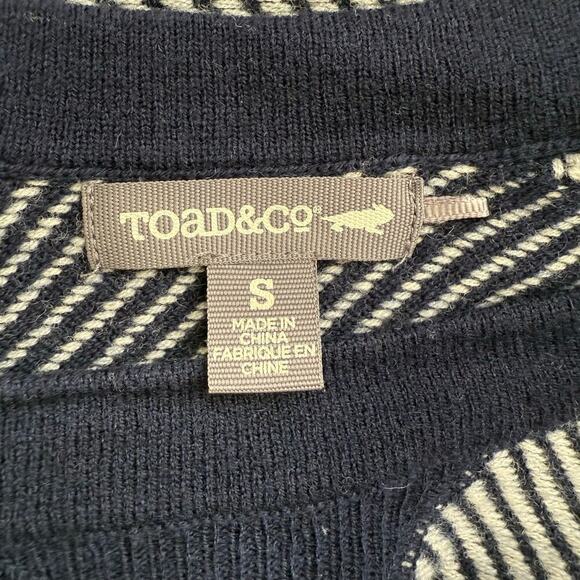 TOAD&CO®
S
MADE IN
CHINA
FABRIQUE EN
CHINE